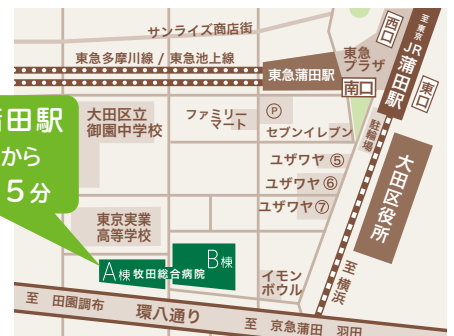 サンライズ商店街
東急多摩川線 / 東急池上線
東急蒲田駅
東急
プラザ
西口
至 東京
JR蒲田駅
東口
南口
駐輪場
蒲田駅
から
5分
大田区立
御園中学校
ファミリー
マート
P
セブンイレブン
ユザワヤ ⑤
ユザワヤ ⑥
ユザワヤ ⑦
大田区役所
東京実業
高等学校
A棟 牧田総合病院
B棟
イモン
ボウル
至 横浜
至 田園調布
環八通り
至 京急蒲田 羽田